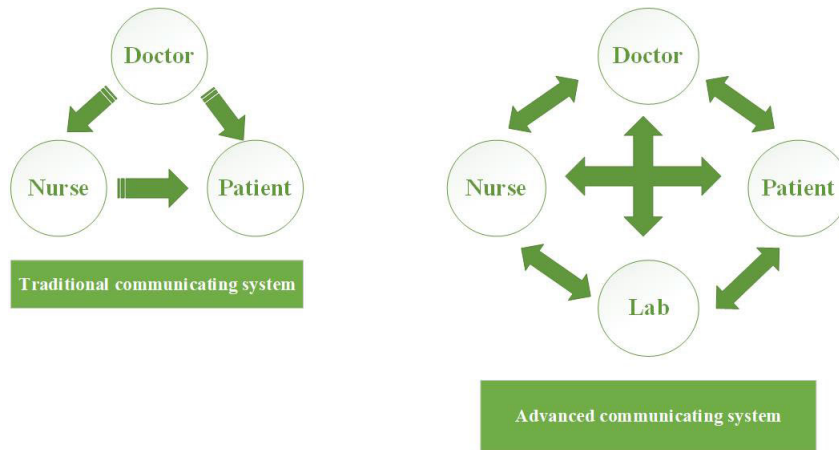 Doctor
Nurse
Patient
Traditional communicating system
Doctor
Nurse
Patient
Lab
Advanced communicating system